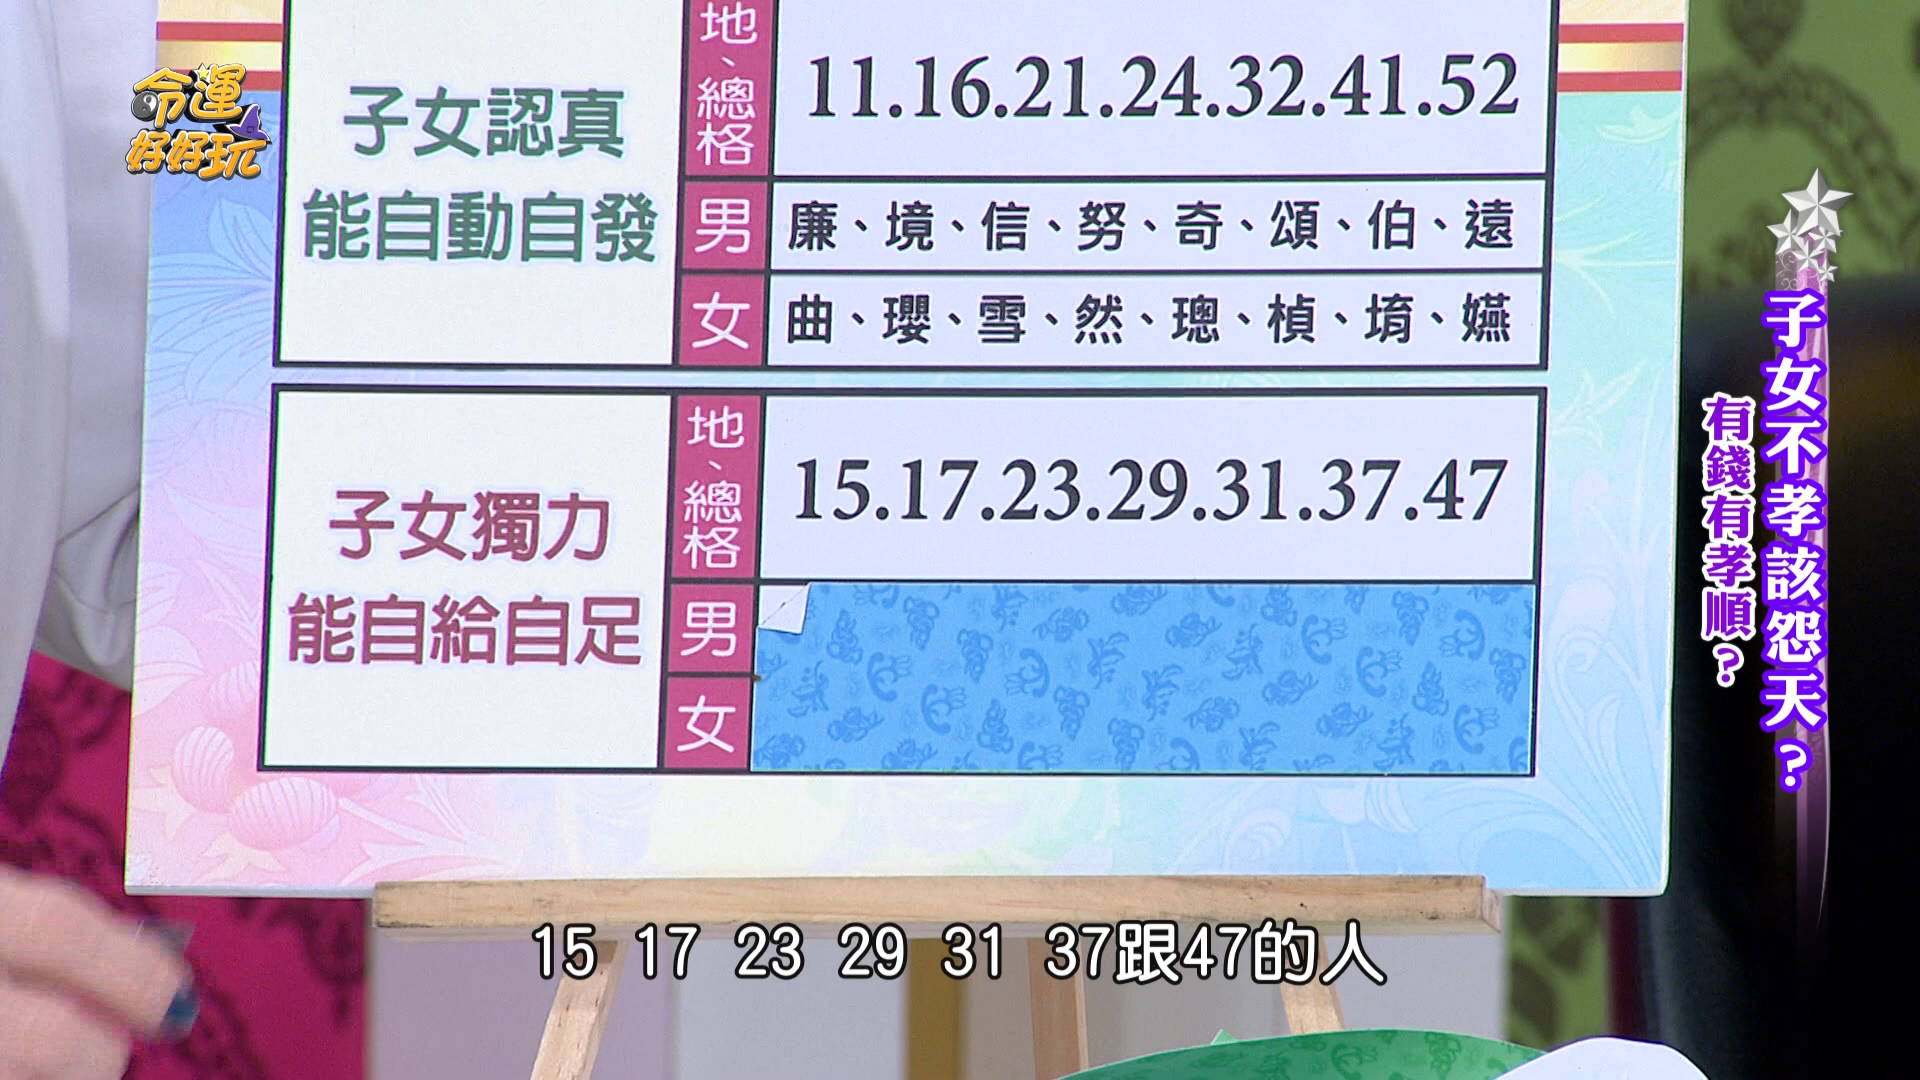 命運
好好玩
子女認真
能自動自發
地、總格
11.16.21.24.32.41.52
男
廉、境、信、努、奇、頌、伯、遠
女
曲、瓔、雪、然、璁、楨、堉、嬿
子女獨力
能自給自足
地、總格
15.17.23.29.31.37.47
男
女
子女不孝該怨天？
有錢有孝順？
15 17 23 29 31 37跟47的人